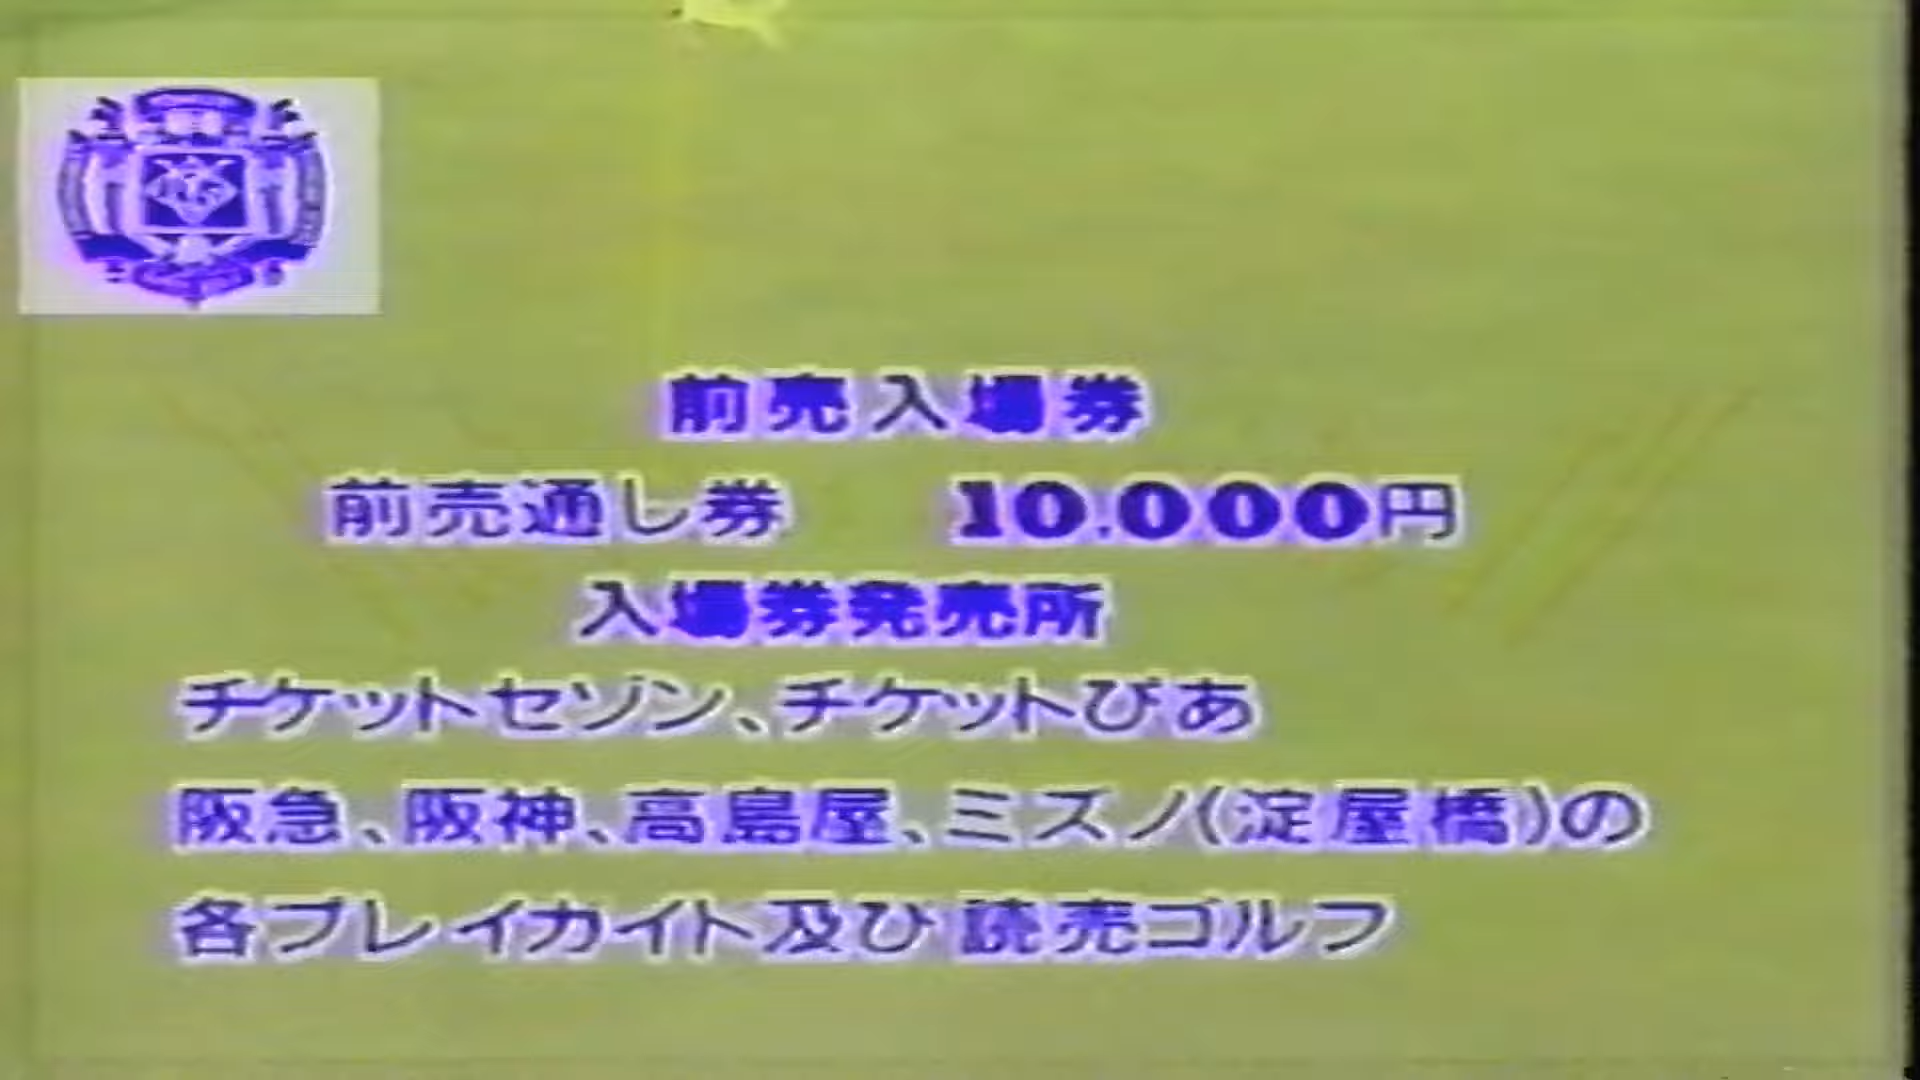 前売入場券
前売通し券 10.000円
入場券発売所
チケットセゾン、チケットぴあ
阪急、阪神、高島屋、ミズノ(淀屋橋)の
各プレイガイト及び読売ゴルフ